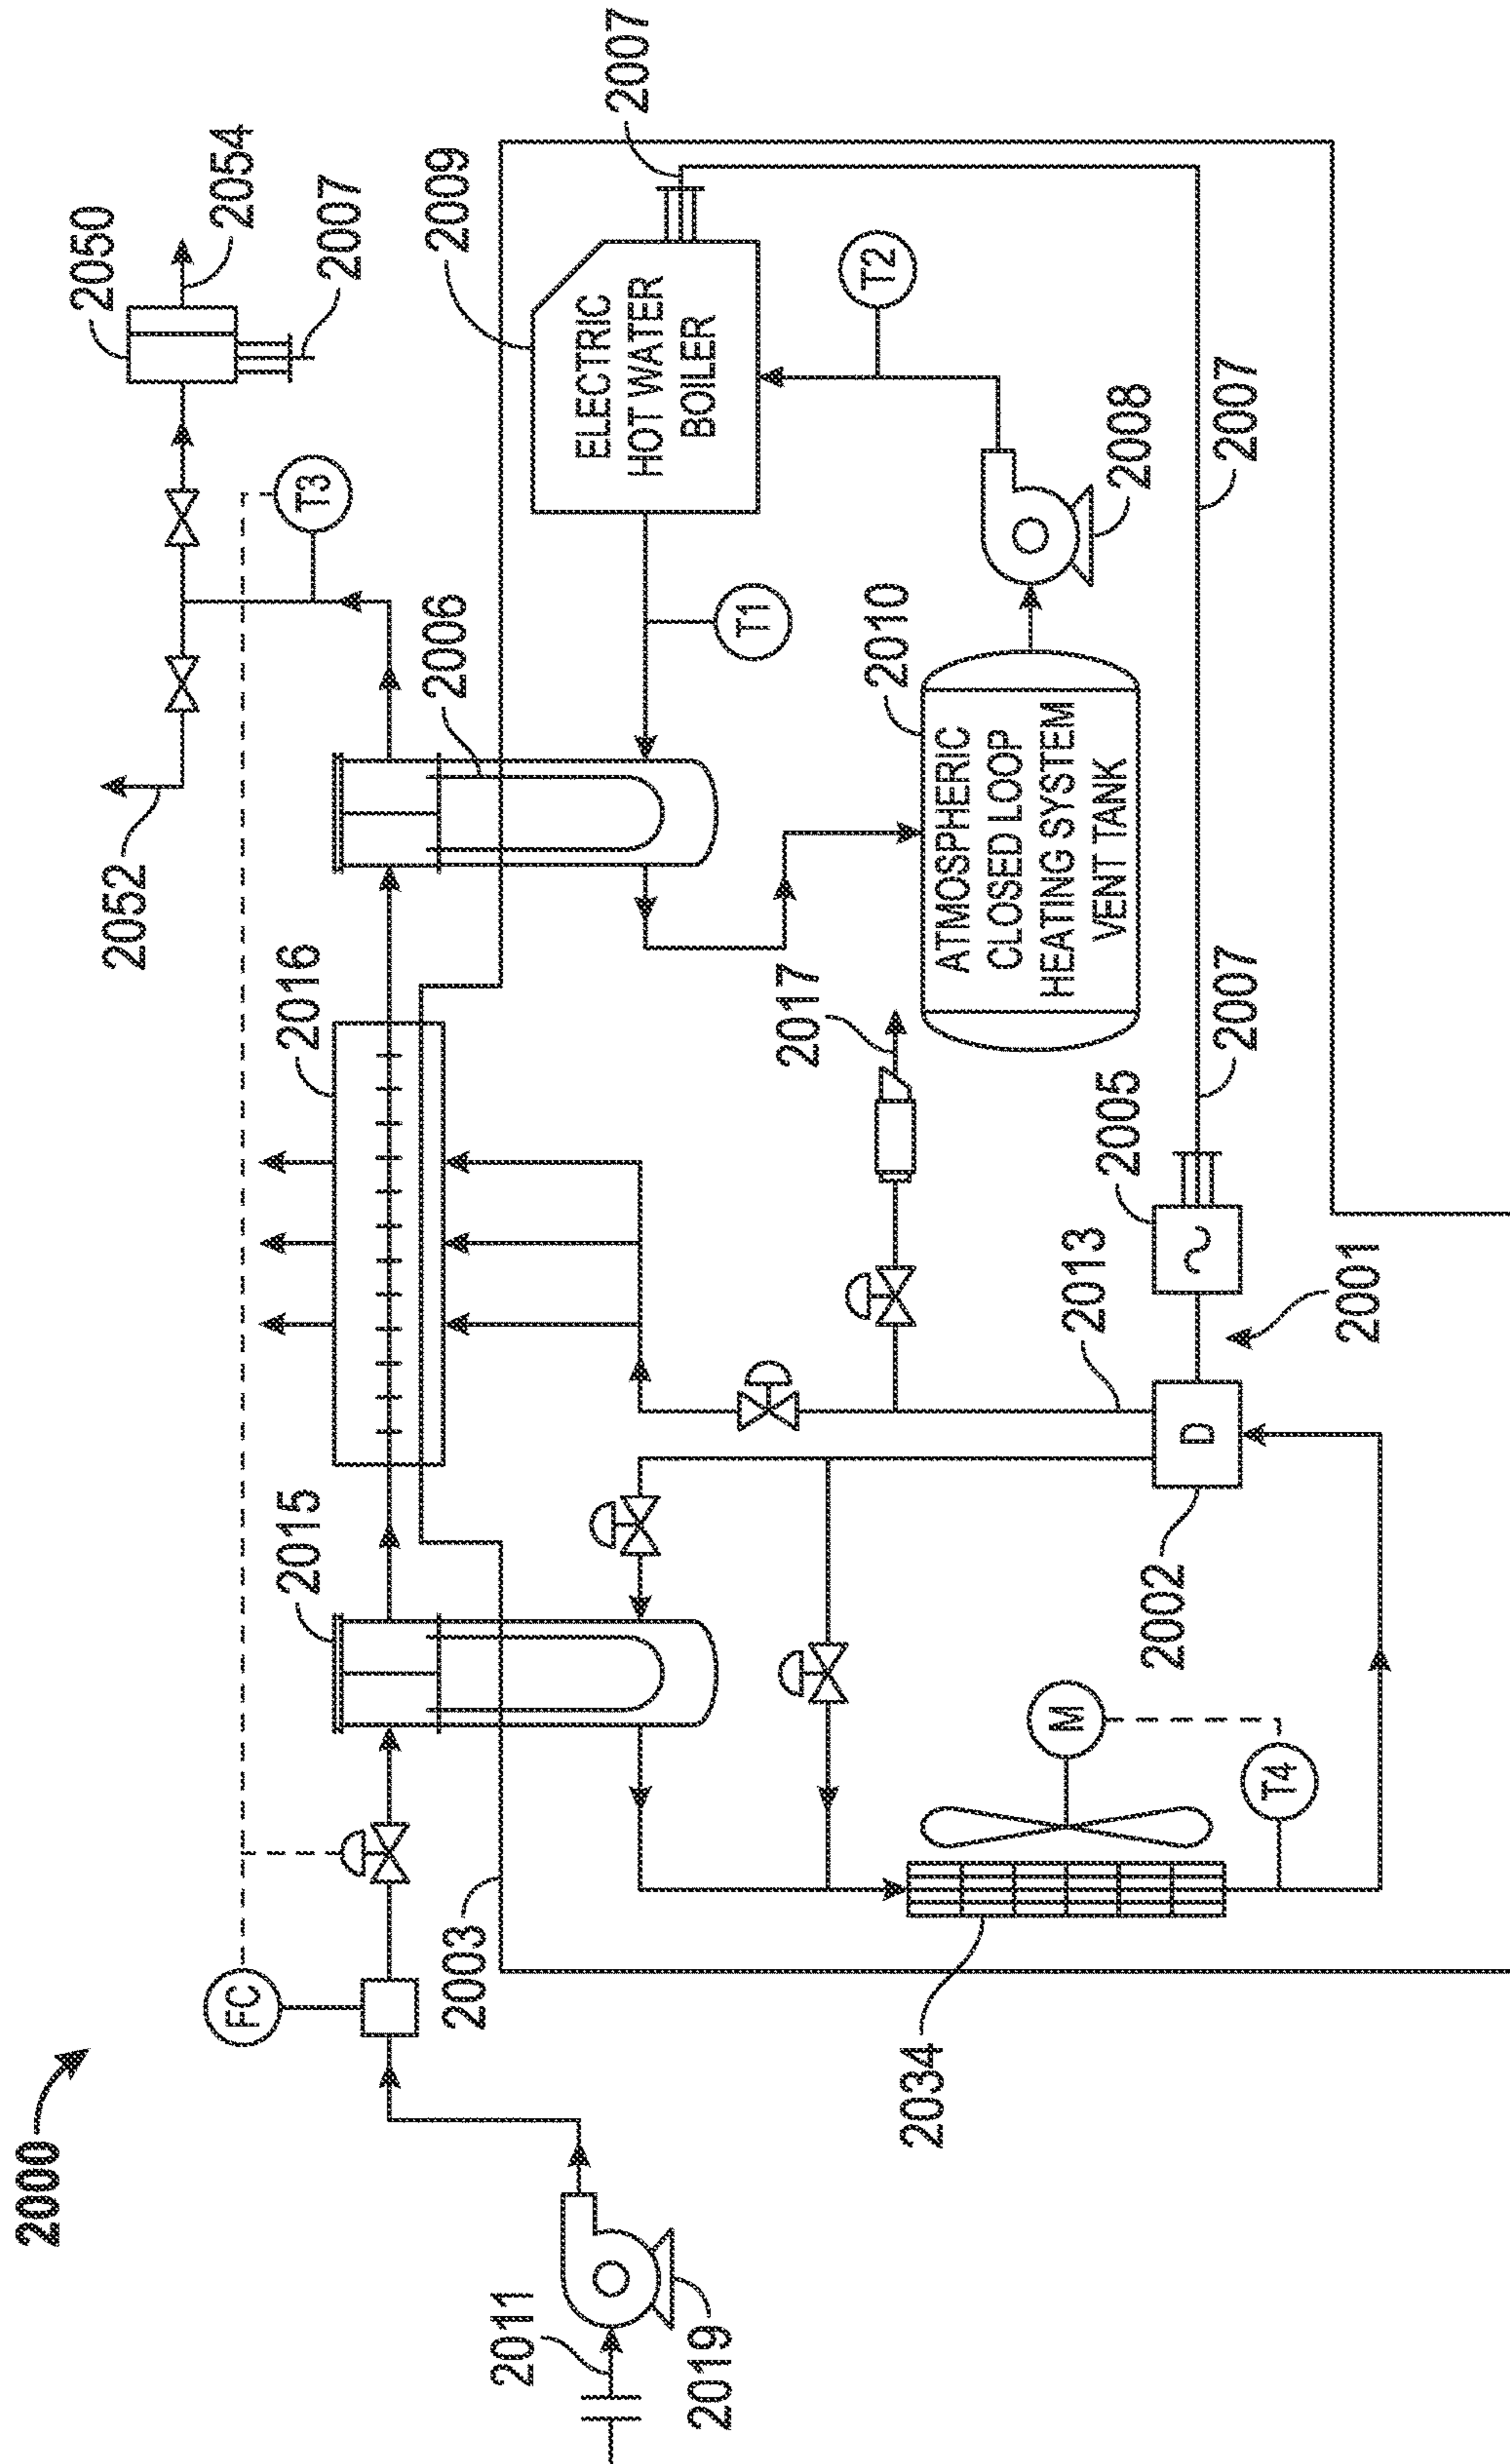 2000
2050
2054
2007
2052
T3
FC
2015
2016
2006
2009
2007
2011
2019
2003
ELECTRIC
HOT WATER
BOILER
T1
T2
2017
2010
ATMOSPHERIC
CLOSED LOOP
HEATING SYSTEM
VENT TANK
2008
2034
M
T4
2013
2005
D
2002
2001
2007
2007